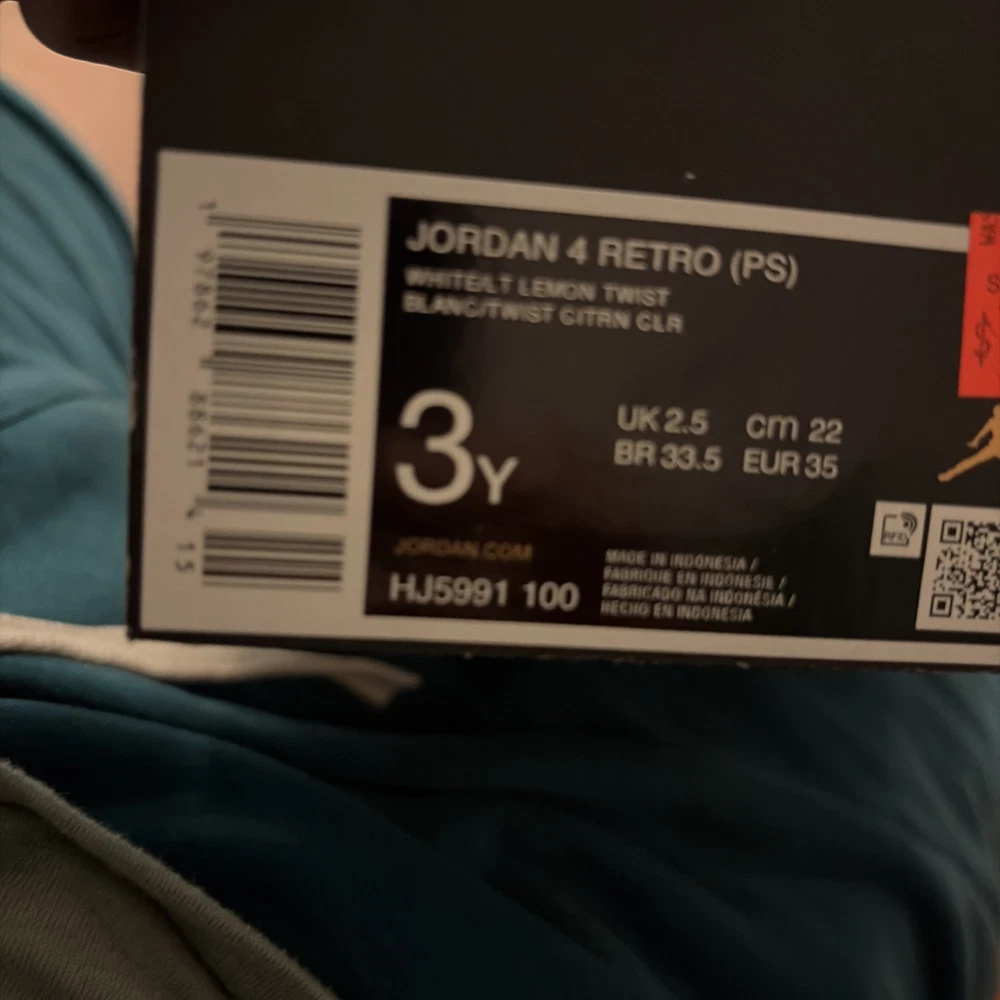 JORDAN 4 RETRO (PS)
WHITE/LT LEMON TWIST
BLANC/TWIST CITRN CLR
3Y
UK 2.5 cm 22
BR 33.5 EUR 35
JORDAN.COM
HJ5991 100
MADE IN INDONESIA /
FABRIQUE EN INDONESIE /
FABRICADO NA INDONÉSIA /
HECHO EN INDONESIA
RFID